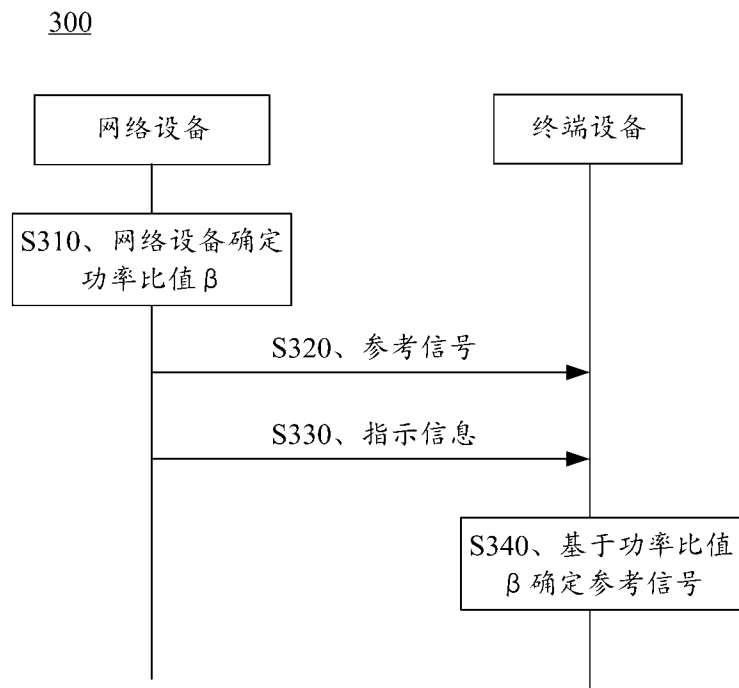 300
网络设备
终端设备
S310、网络设备确定
功率比值β
S320、参考信号
S330、指示信息
S340、基于功率比值
β确定参考信号